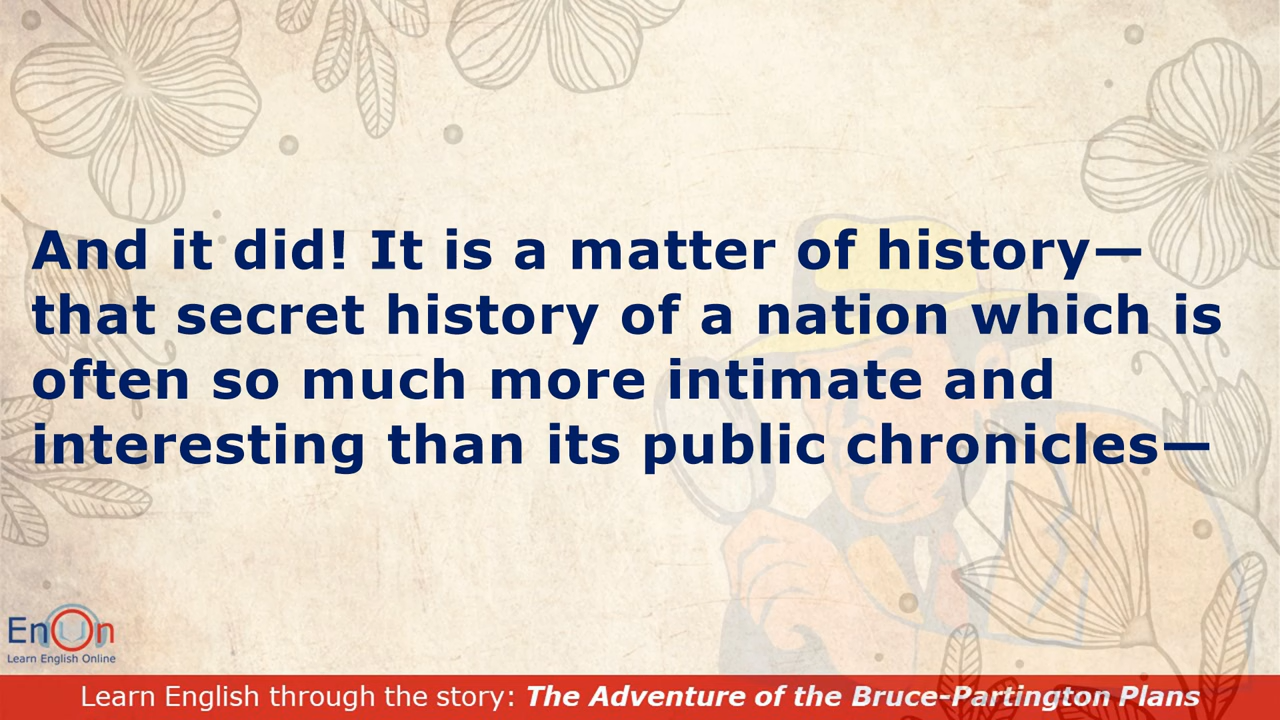 And it did! It is a matter of history—
that secret history of a nation which is
often so much more intimate and
interesting than its public chronicles—
EnOn
Learn English Online
Learn English through the story: The Adventure of the Bruce-Partington Plans